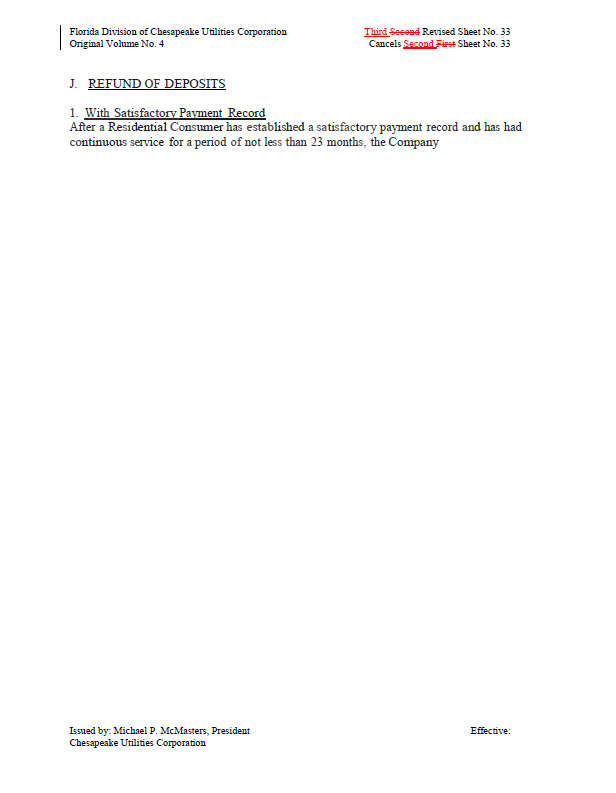 Florida Division of Chesapeake Utilities Corporation Third Second Revised Sheet No. 33
Original Volume No. 4 Cancels Second First Sheet No. 33
J. REFUND OF DEPOSITS
1. With Satisfactory Payment Record
After a Residential Consumer has established a satisfactory payment record and has had
continuous service for a period of not less than 23 months, the Company
Issued by: Michael P. McMasters, President Effective:
Chesapeake Utilities Corporation